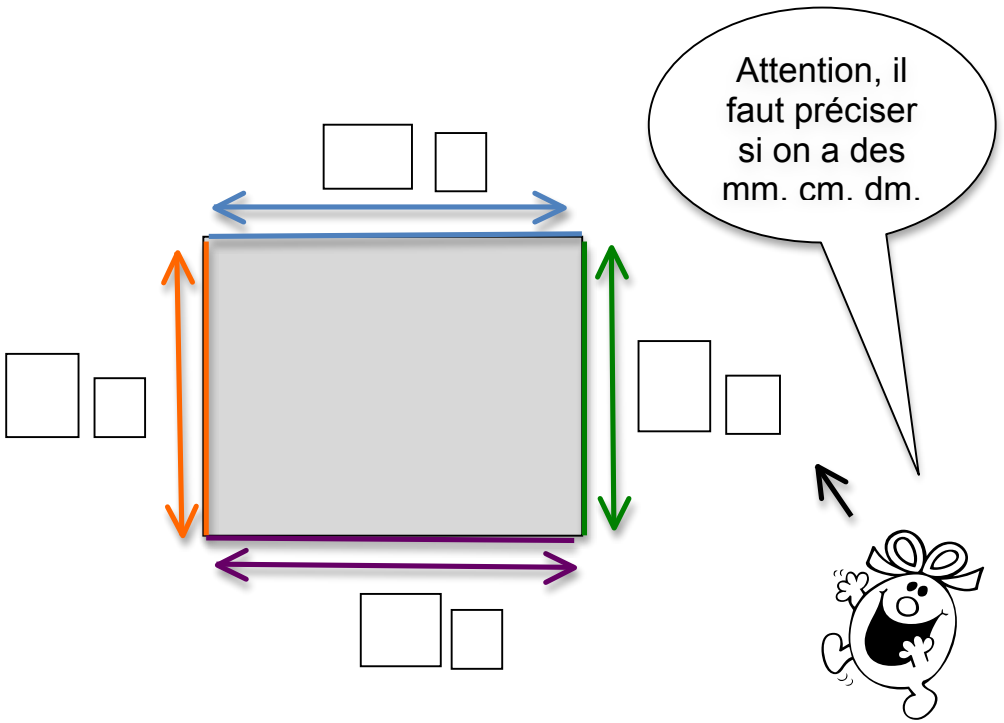 Attention, il
faut préciser
si on a des
mm, cm, dm,